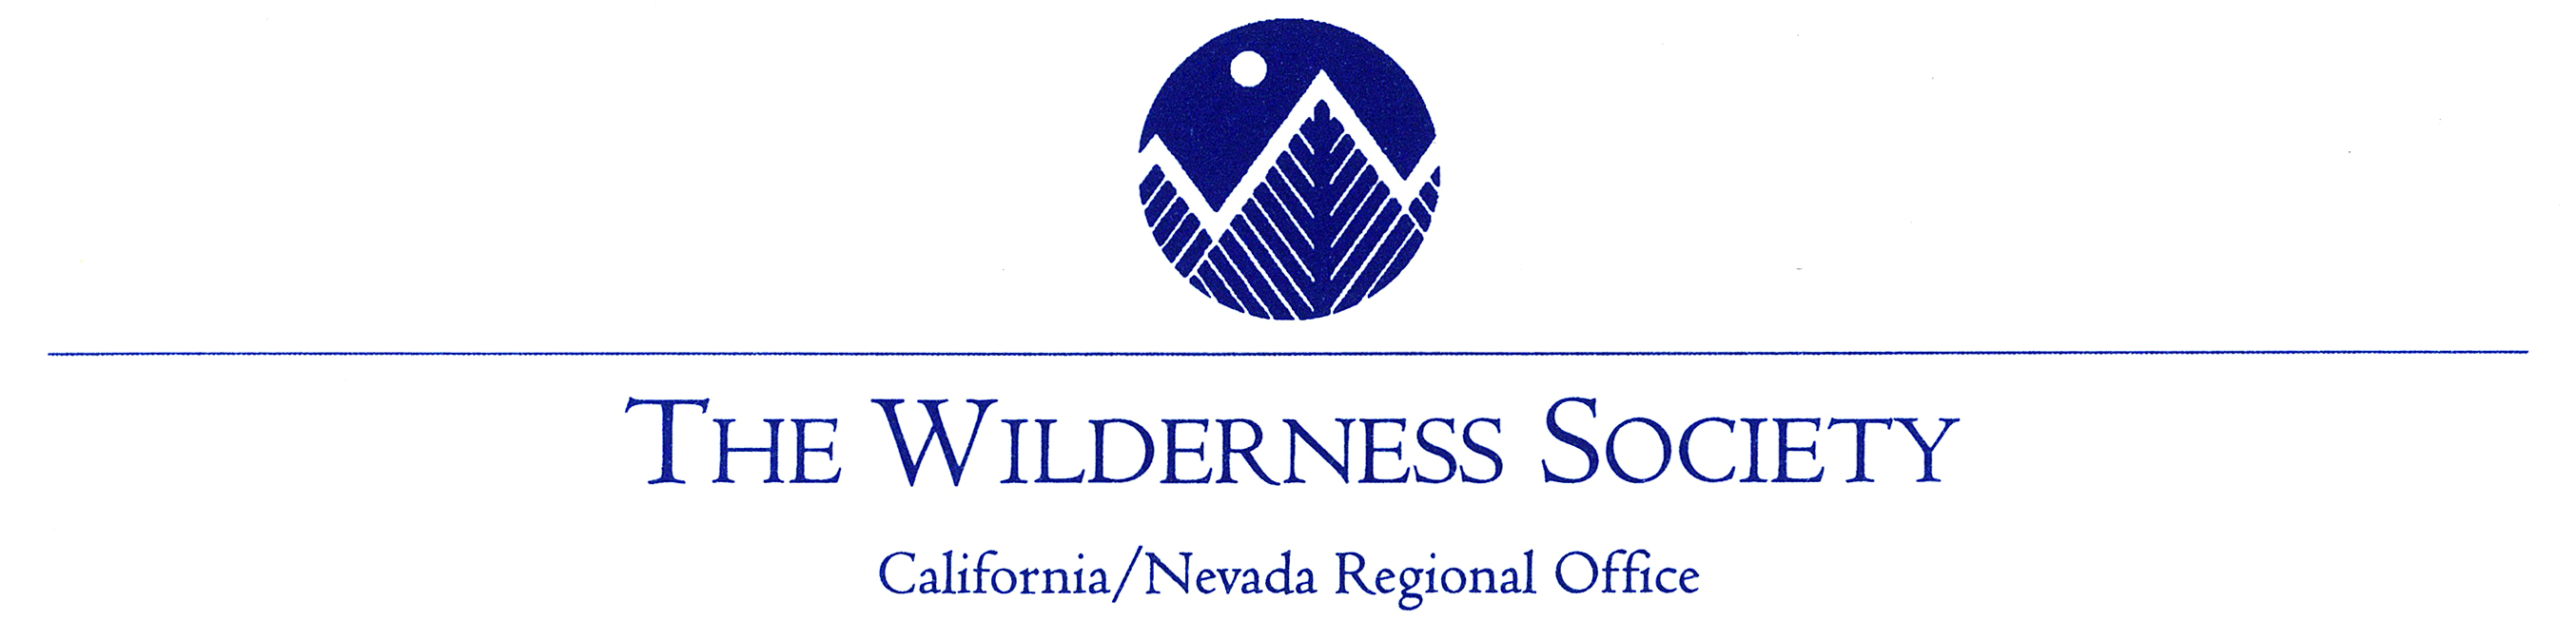 THE WILDERNESS SOCIETY
California/Nevada Regional Office